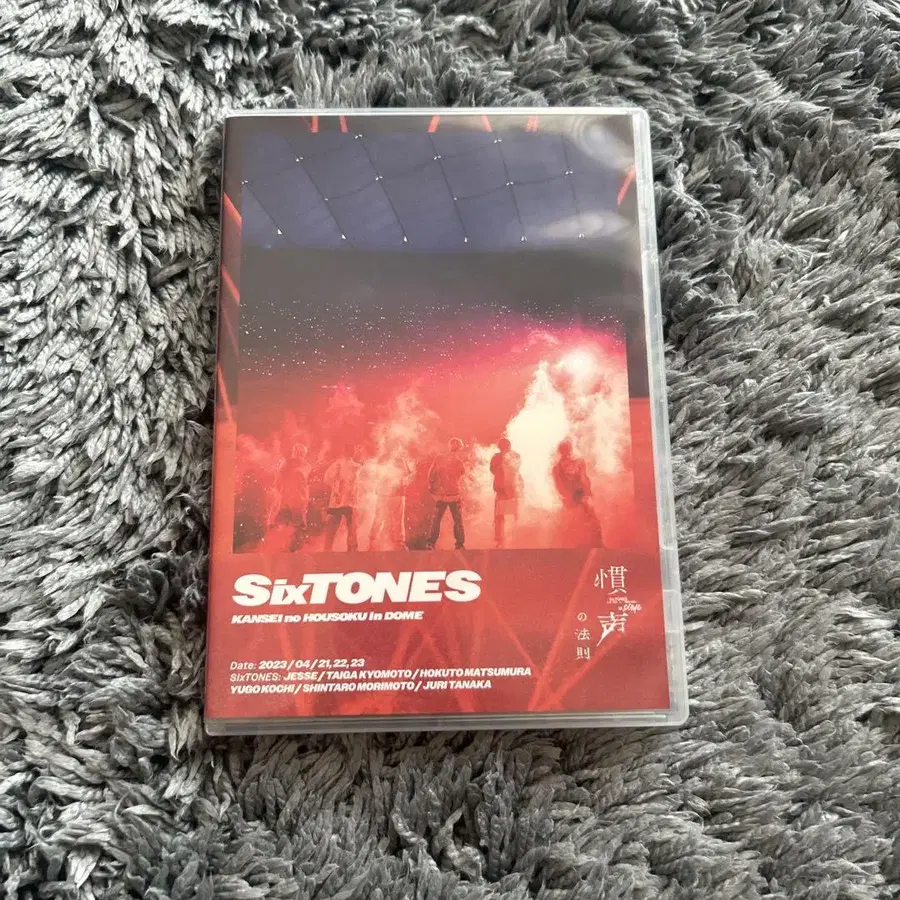 SixTONES
KANSEI no HOUSOKU in DOME
慣声
の法則
Date: 2023/04/21,22,23
SixTONES: JESSE/TAIGA KYOMOTO/HOKUTO MATSUMURA
YUGO KOCHI/SHINTARO MORIMOTO/JURI TANAKA